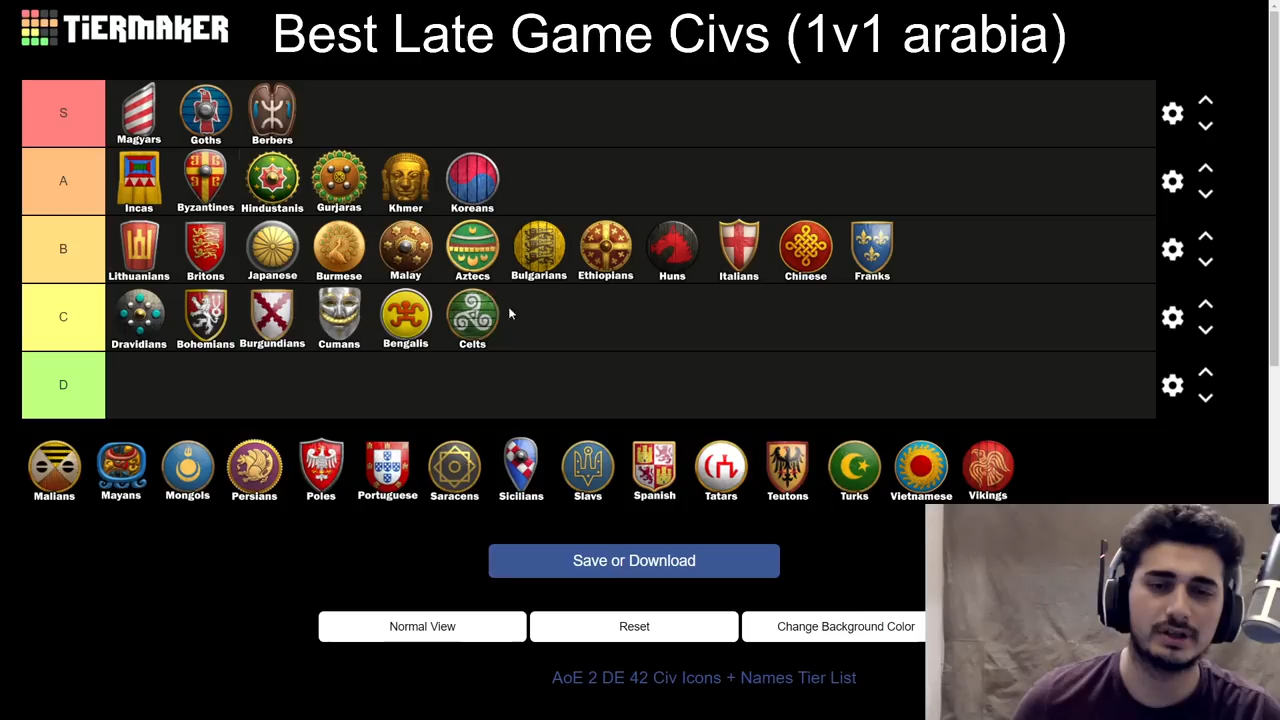 TIERMAKER
Best Late Game Civs (1v1 arabia)
S
Magyars Goths Berbers
A
Incas Byzantines Hindustanis Gurjaras Khmer Koreans
B
Lithuanians Britons Japanese Burmese Malay Aztecs Bulgarians Ethiopians Huns Italians Chinese Franks
C
Dravidians Bohemians Burgundians Cumans Bengalis Celts
D
Malians Mayans Mongols Persians Poles Portuguese Saracens Sicilians Slavs Spanish Tatars Teutons Turks Vietnamese Vikings
Save or Download
Normal View Reset Change Background Color
AoE 2 DE 42 Civ Icons + Names Tier List